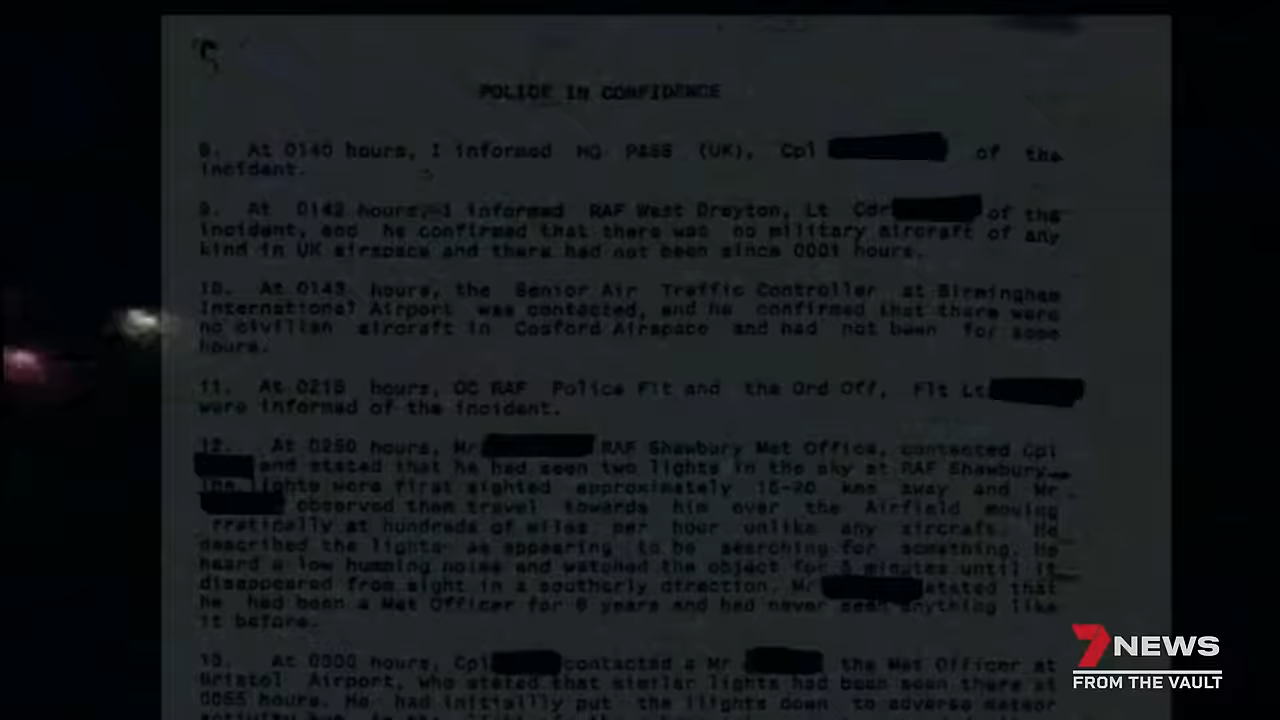 POLICE IN CONFIDENCE
8. At 0140 hours, I informed HQ P&SS (UK), Cpl of the
incident.
9. At 0142 hours, I informed RAF West Drayton, Lt Cdr of the
incident, and he confirmed that there was no military aircraft of any
kind in UK airspace and there had not been since 0001 hours.
10. At 0143 hours, the Senior Air Traffic Controller at Birmingham
International Airport was contacted, and he confirmed that there were
no civilian aircraft in Cosford Airspace and had not been for some
hours.
11. At 0215 hours, OC RAF Police Flt and the Ord Off, Flt Lt
were informed of the incident.
12. At 0250 hours, Mr RAF Shawbury Met Office, contacted Cpl
and stated that he had seen two lights in the sky at RAF Shawbury.
The lights were first sighted approximately 15-20 kms away and Mr
observed them travel towards him over the Airfield moving
rratically at hundreds of miles per hour unlike any aircraft. He
described the lights as appearing to be searching for something. He
heard a low humming noise and watched the object for 5 minutes until it
disappeared from sight in a southerly direction. Mr stated that
he had been a Met Officer for 8 years and had never seen anything like
it before.
At hours, Cpl contacted a Mr the Met Officer at
Bristol Airport, who stated that similar lights had been seen there at
0055 hours. He had initially put the lights down to adverse meteor
7NEWS
FROM THE VAULT